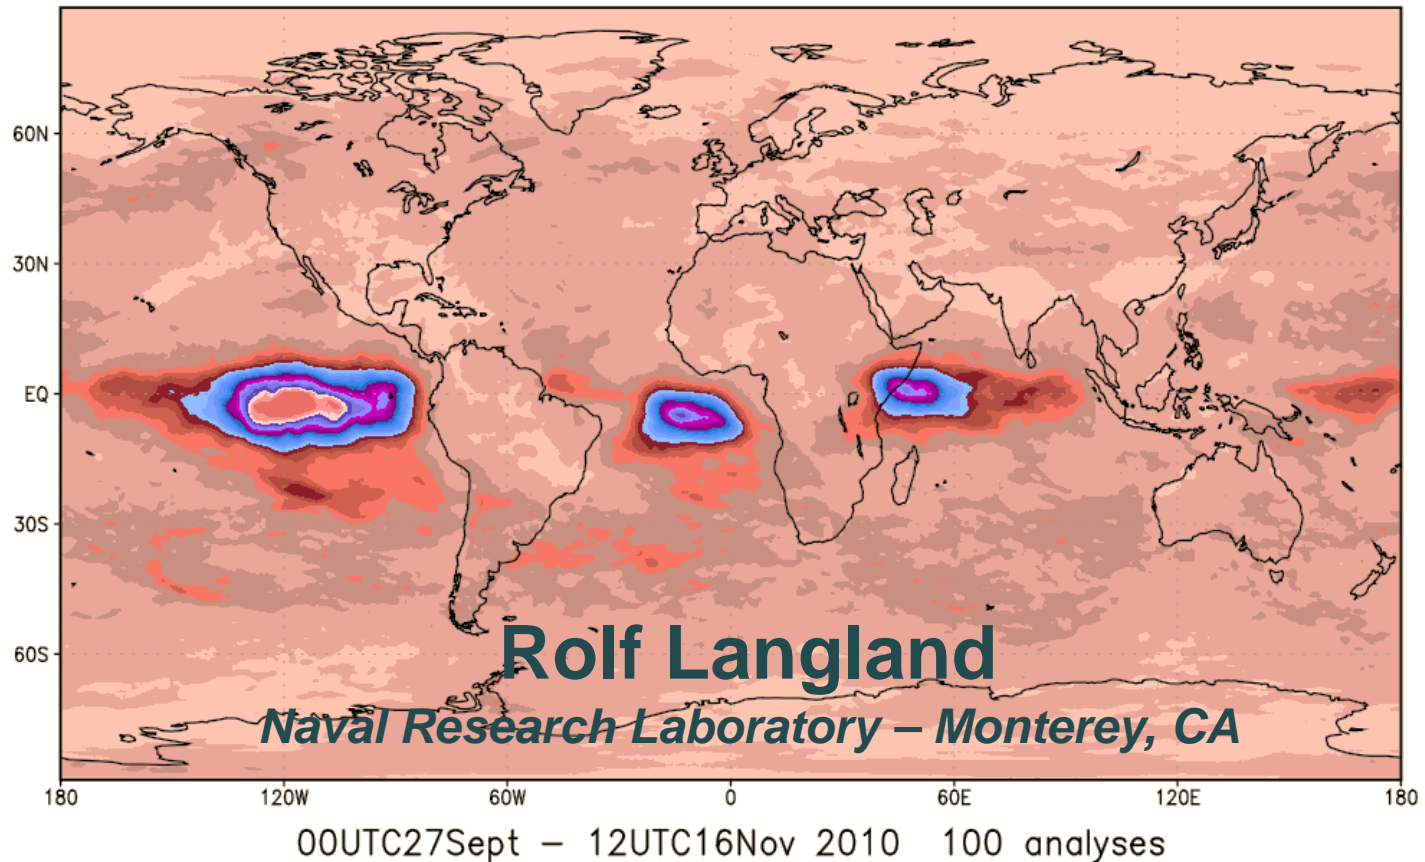 60N
30N
EQ
30S
60S
Rolf Langland
Naval Research Laboratory – Monterey, CA
180 120W 60W 0 60E 120E 180
00UTC27Sept – 12UTC16Nov 2010 100 analyses